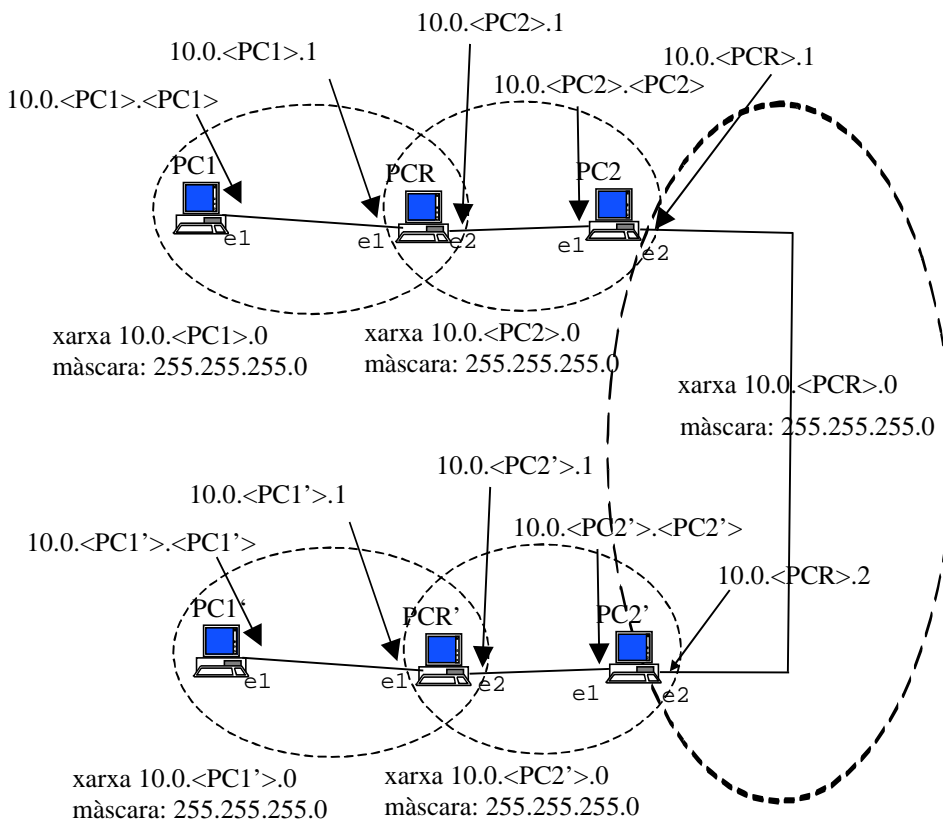 10.0.<PC2>.1
10.0.<PC1>.1
10.0.<PCR>.1
10.0.<PC1>.<PC1>
10.0.<PC2>.<PC2>
PC1
PCR
PC2
e1
e1
e2
e1
e2
xarxa 10.0.<PC1>.0
màscara: 255.255.255.0
xarxa 10.0.<PC2>.0
màscara: 255.255.255.0
xarxa 10.0.<PCR>.0
màscara: 255.255.255.0
10.0.<PC2’>.1
10.0.<PC1’>.1
10.0.<PC1’>.<PC1’>
10.0.<PC2’>.<PC2’>
10.0.<PCR>.2
PC1‘
PCR’
PC2’
e1
e1
e2
e1
e2
xarxa 10.0.<PC1’>.0
màscara: 255.255.255.0
xarxa 10.0.<PC2’>.0
màscara: 255.255.255.0